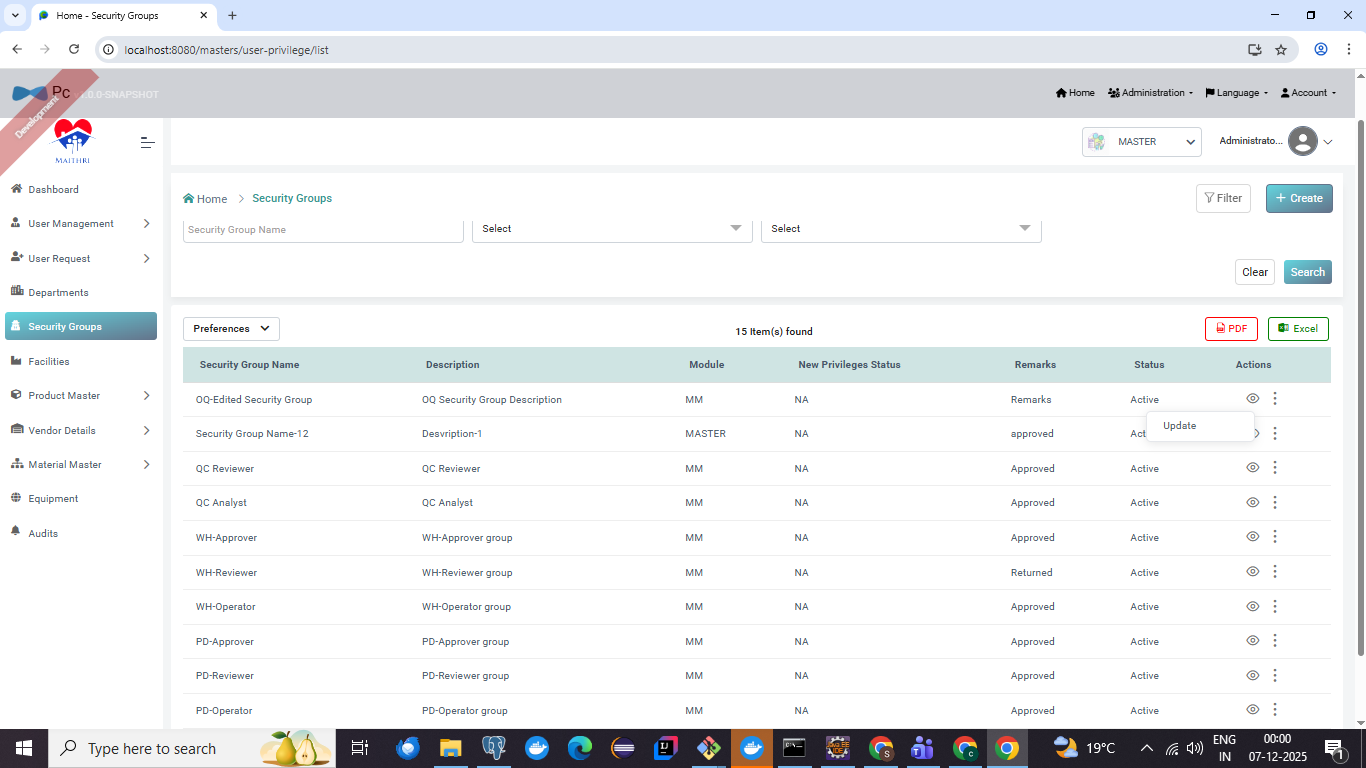 Home - Security Groups
localhost:8080/masters/user-privilege/list
Pc v1.0.0-SNAPSHOT
Development
Home Administration Language Account
MAITHRI
MASTER
Administrato...
Dashboard
User Management
User Request
Departments
Security Groups
Facilities
Product Master
Vendor Details
Material Master
Equipment
Audits
Home > Security Groups
Filter
+ Create
Security Group Name
Select
Select
Clear
Search
Preferences
15 Item(s) found
PDF
Excel
Security Group Name Description Module New Privileges Status Remarks Status Actions
OQ-Edited Security Group OQ Security Group Description MM NA Remarks Active
Update
Security Group Name-12 Desvription-1 MASTER NA approved
QC Reviewer QC Reviewer MM NA Approved Active
QC Analyst QC Analyst MM NA Approved Active
WH-Approver WH-Approver group MM NA Approved Active
WH-Reviewer WH-Reviewer group MM NA Returned Active
WH-Operator WH-Operator group MM NA Approved Active
PD-Approver PD-Approver group MM NA Approved Active
PD-Reviewer PD-Reviewer group MM NA Approved Active
PD-Operator PD-Operator group MM NA Approved Active
Type here to search
19°C
ENG
IN
00:00
07-12-2025
1